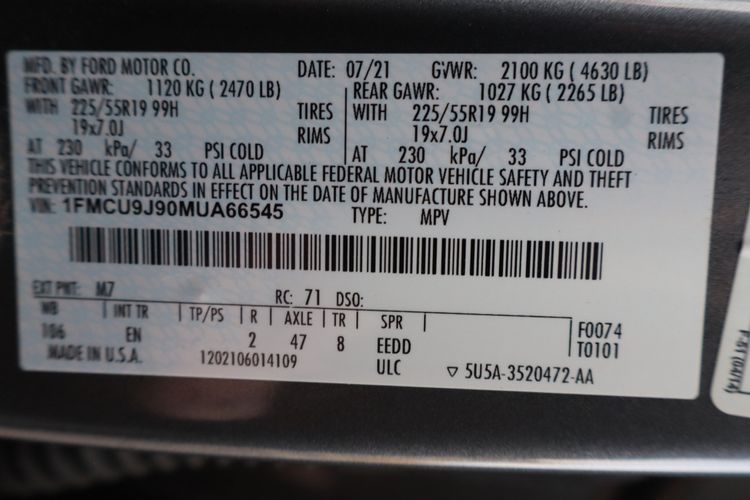 MFD. BY FORD MOTOR CO. DATE: 07/21 GVWR: 2100 KG ( 4630 LB)
FRONT GAWR: 1120 KG ( 2470 LB) REAR GAWR: 1027 KG ( 2265 LB)
WITH 225/55R19 99H TIRES WITH 225/55R19 99H TIRES
19x7.0J RIMS 19x7.0J RIMS
AT 230 kPa/ 33 PSI COLD AT 230 kPa/ 33 PSI COLD
THIS VEHICLE CONFORMS TO ALL APPLICABLE FEDERAL MOTOR VEHICLE SAFETY AND THEFT
PREVENTION STANDARDS IN EFFECT ON THE DATE OF MANUFACTURE SHOWN ABOVE.
VIN: 1FMCU9J90MUA66545 TYPE: MPV
EXT PNT: M7 RC: 71 DSO:
WB INT TR TP/PS R AXLE TR SPR F0074
106 EN 2 47 8 EEDD T0101
MADE IN U.S.A. 1202106014109 ULC ▽ 5U5A-3520472-AA
F-81 (04/14)